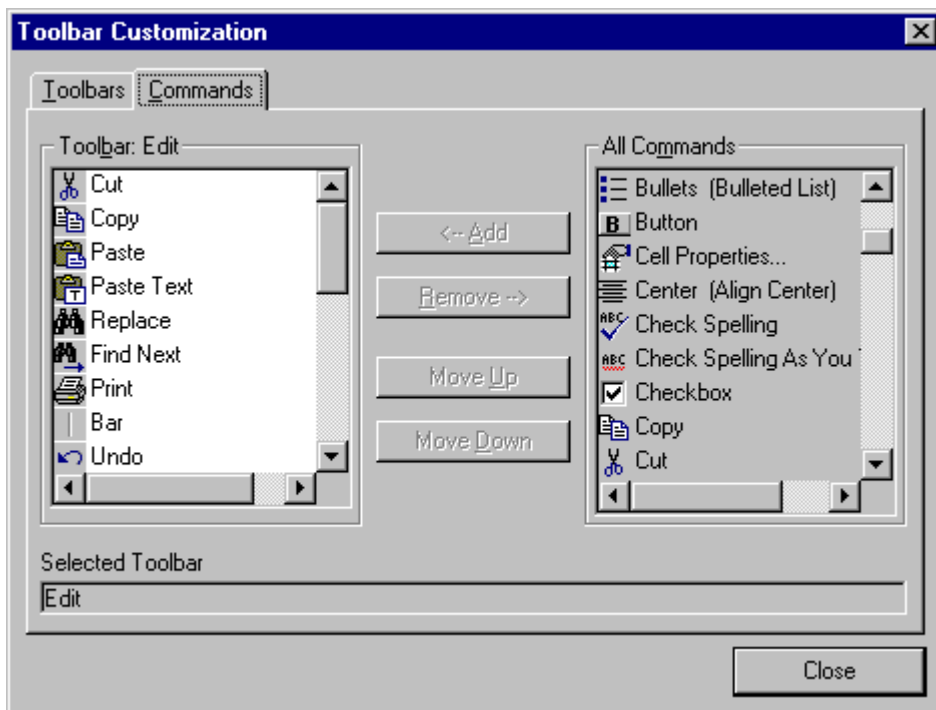 Toolbar Customization
Toolbars
Commands
Toolbar: Edit
Cut
Copy
Paste
Paste Text
Replace
Find Next
Print
Bar
Undo
<-- Add
Remove -->
Move Up
Move Down
All Commands
Bullets (Bulleted List)
B Button
Cell Properties...
Center (Align Center)
ABC Check Spelling
ABC Check Spelling As You
Checkbox
Copy
Cut
Selected Toolbar
Edit
Close